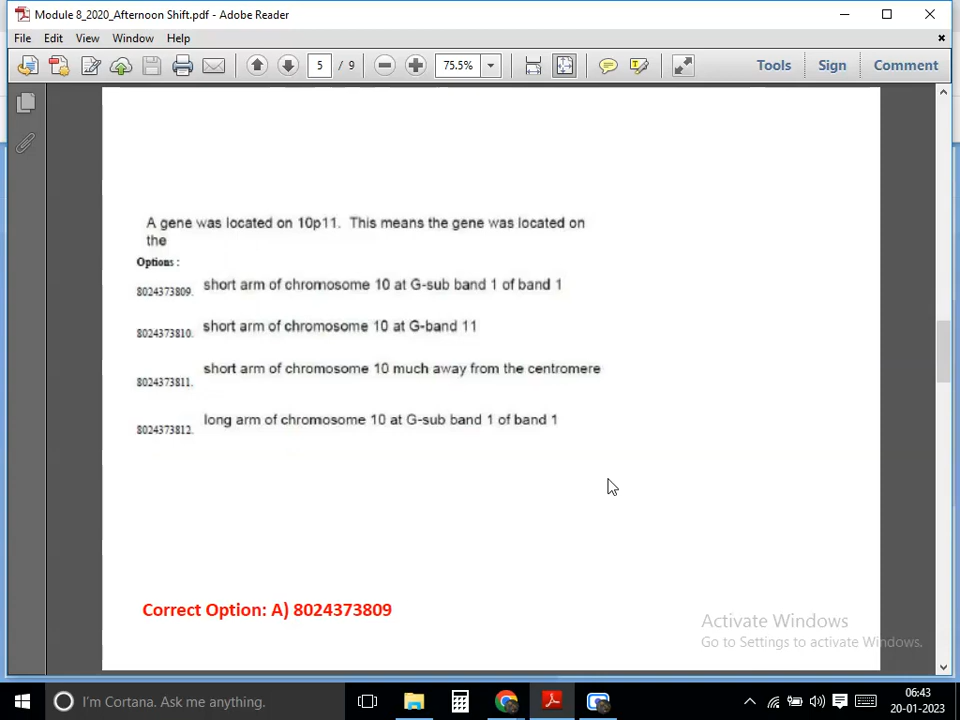 Module 8_2020_Afternoon Shift.pdf - Adobe Reader
File Edit View Window Help
5 / 9 75.5% Tools Sign Comment
A gene was located on 10p11. This means the gene was located on
the
Options :
8024373809. short arm of chromosome 10 at G-sub band 1 of band 1
8024373810. short arm of chromosome 10 at G-band 11
8024373811. short arm of chromosome 10 much away from the centromere
8024373812. long arm of chromosome 10 at G-sub band 1 of band 1
Correct Option: A) 8024373809
Activate Windows
Go to Settings to activate Windows.
I'm Cortana. Ask me anything.
06:43
20-01-2023